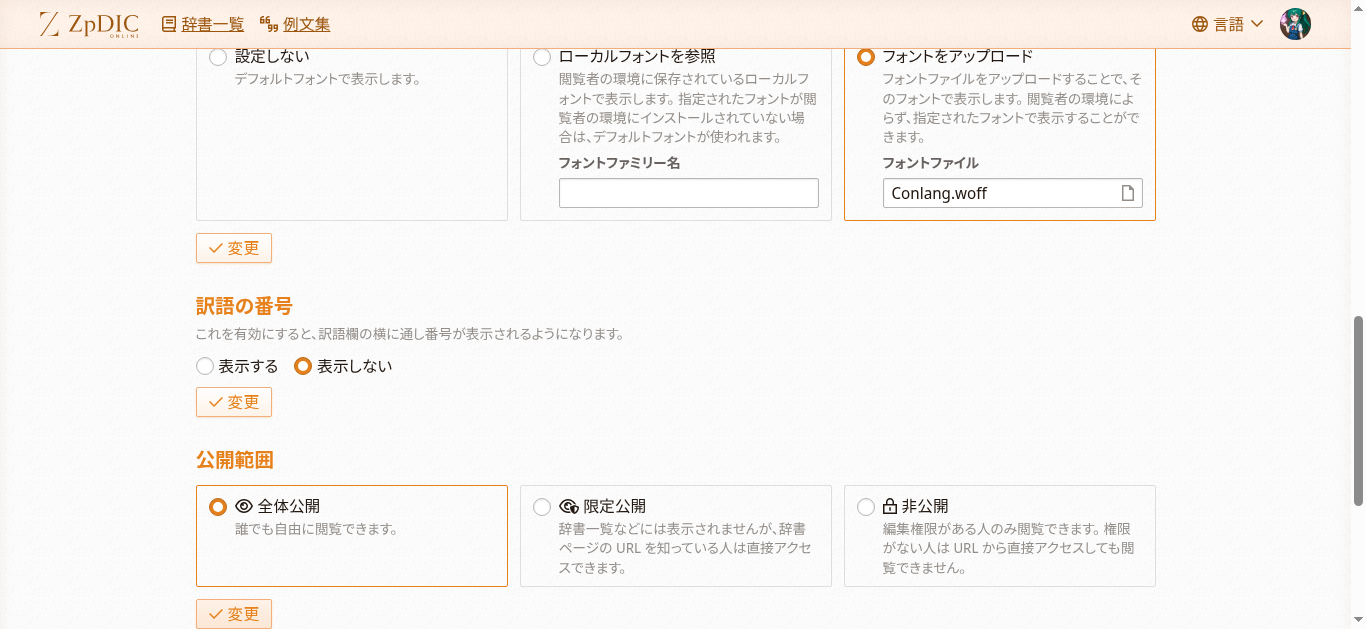 ZpDIC
ONLINE
辞書一覧
例文集
言語
設定しない
デフォルトフォントで表示します。
ローカルフォントを参照
閲覧者の環境に保存されているローカルフ
ォントで表示します。指定されたフォントが閲
覧者の環境にインストールされていない場
合は、デフォルトフォントが使われます。
フォントファミリー名
フォントをアップロード
フォントファイルをアップロードすることで、そ
のフォントで表示します。閲覧者の環境によ
らず、指定されたフォントで表示することがで
きます。
フォントファイル
Conlang.woff
変更
訳語の番号
これを有効にすると、訳語欄の横に通し番号が表示されるようになります。
表示する
表示しない
変更
公開範囲
全体公開
誰でも自由に閲覧できます。
限定公開
辞書一覧などには表示されませんが、辞書
ページの URL を知っている人は直接アクセ
スできます。
非公開
編集権限がある人のみ閲覧できます。権限
がない人は URL から直接アクセスしても閲
覧できません。
変更